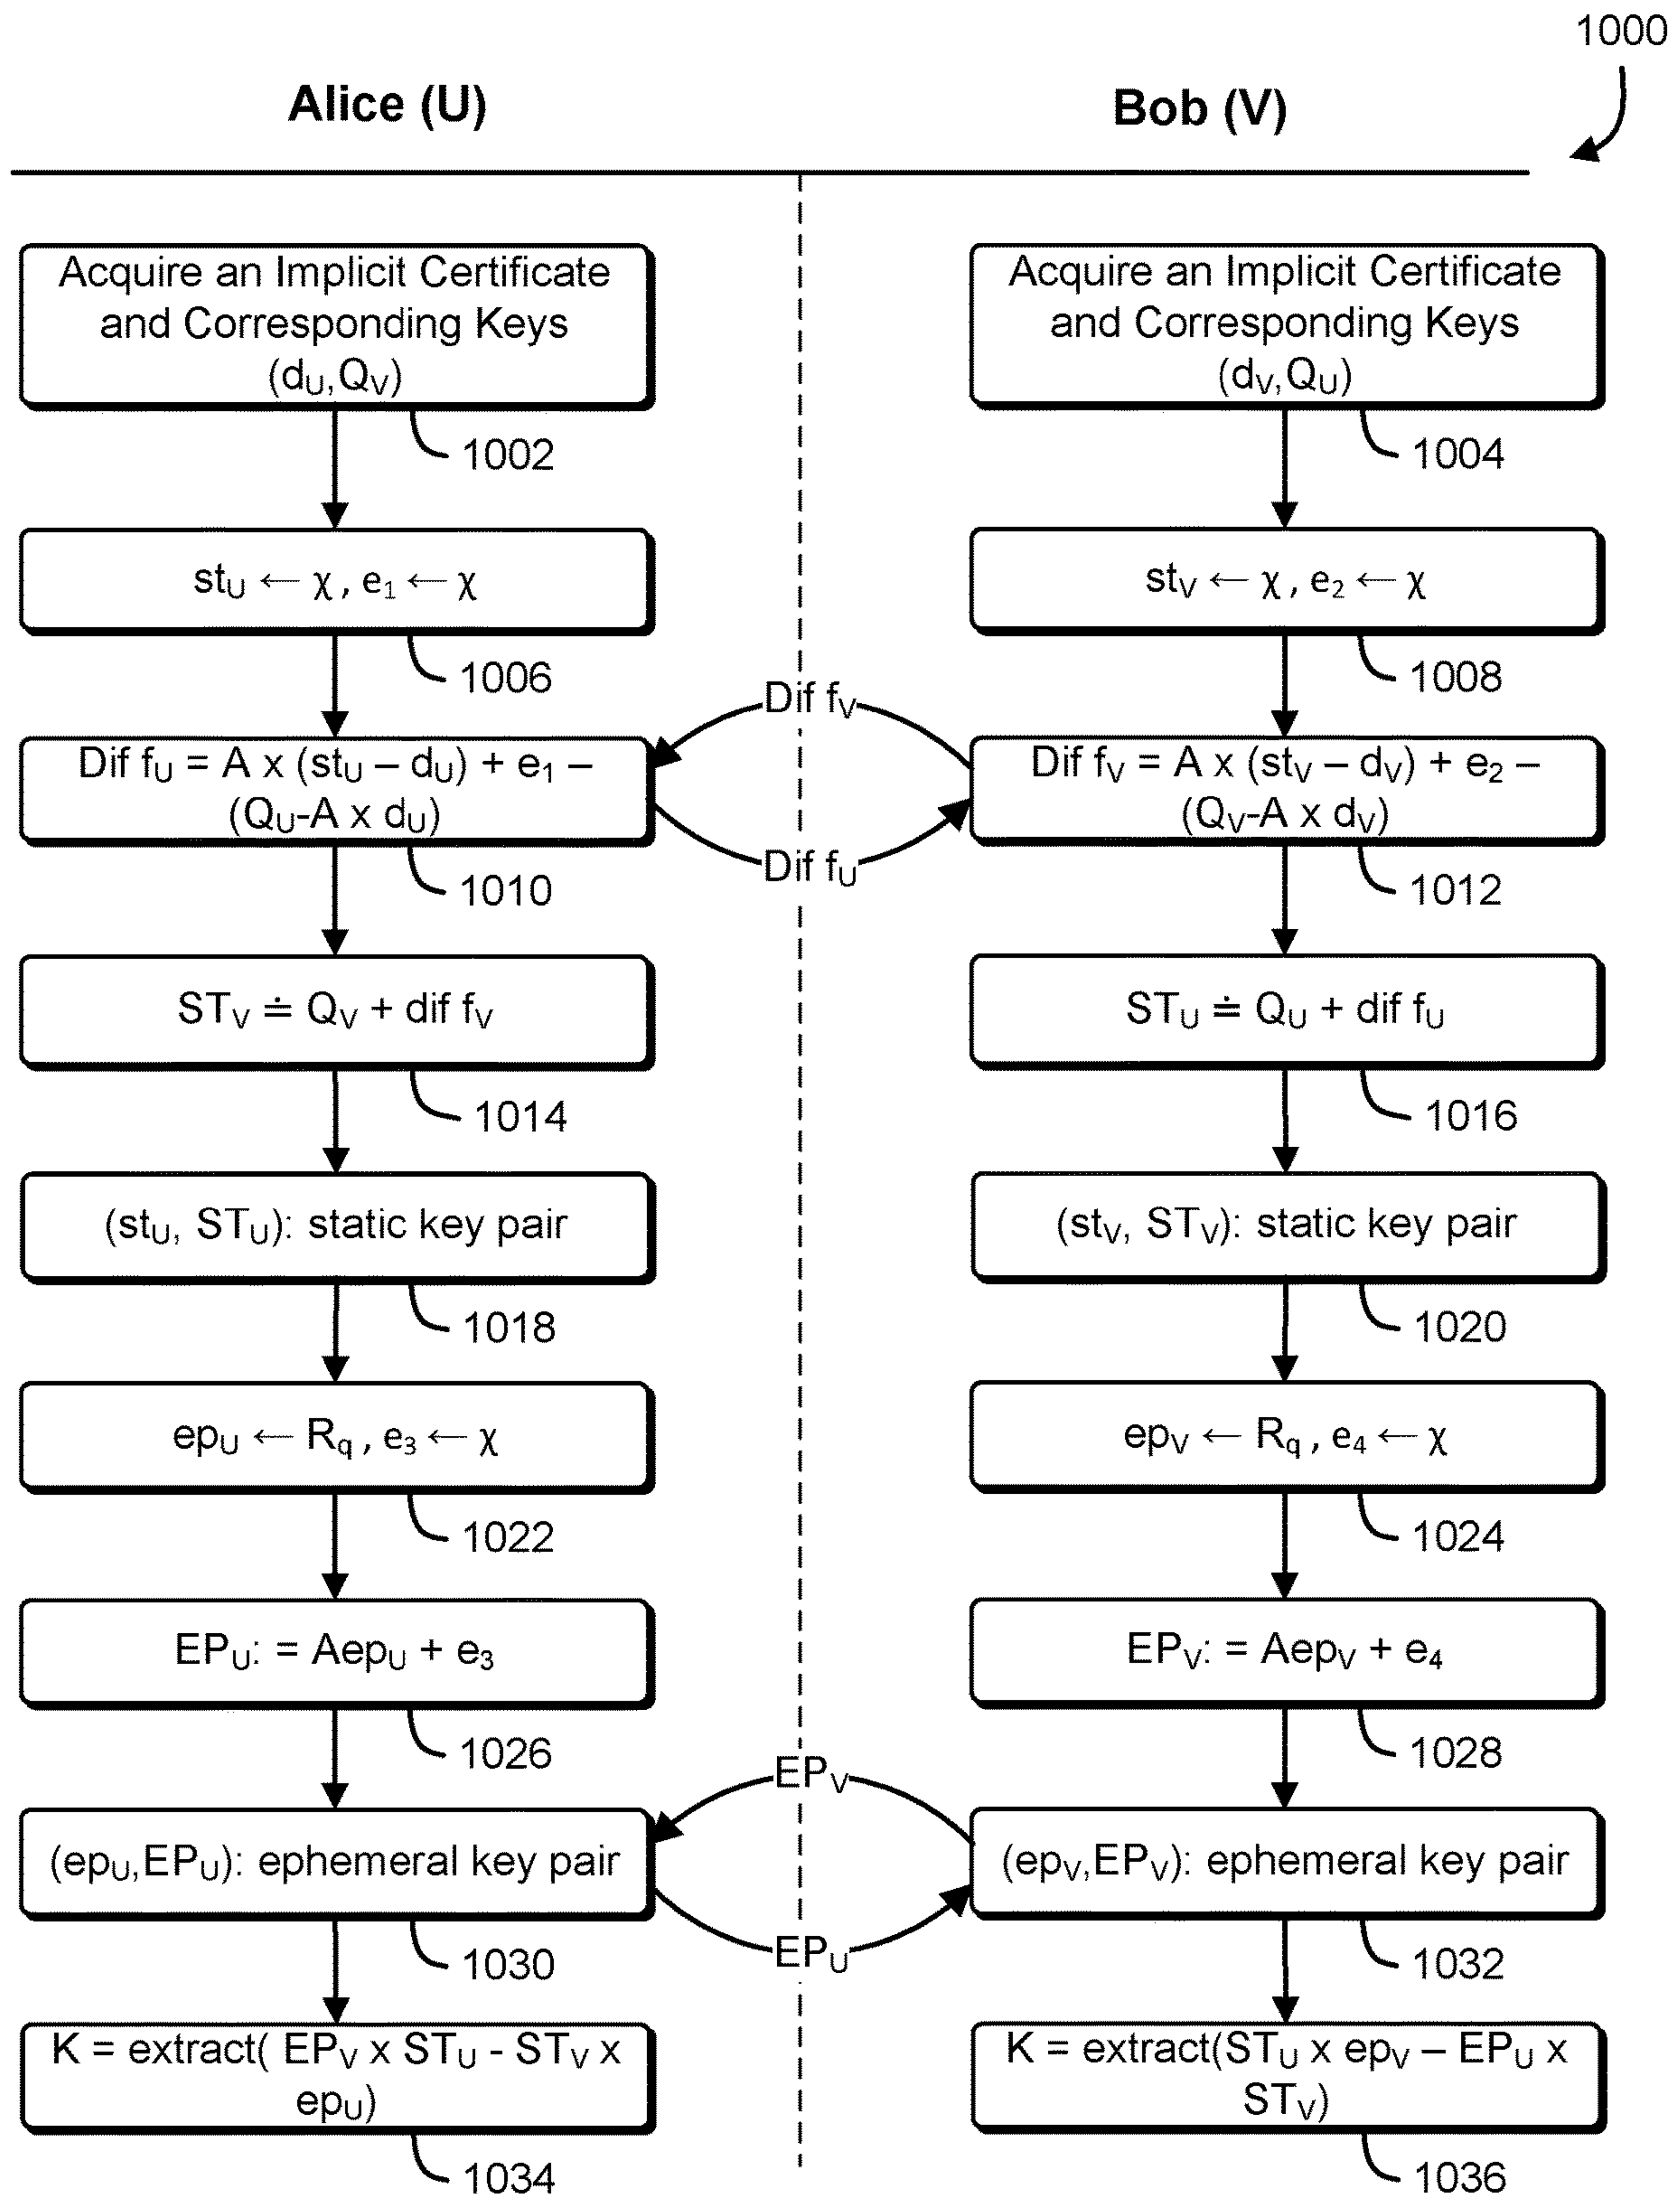 1000
Alice (U)
Bob (V)
Acquire an Implicit Certificate
and Corresponding Keys
(dU,QV)
1002
Acquire an Implicit Certificate
and Corresponding Keys
(dV,QU)
1004
stU ← χ , e1 ← χ
1006
stV ← χ , e2 ← χ
1008
Dif fV
Dif fU = A x (stU – dU) + e1 –
(QU-A x dU)
1010
Dif fU
Dif fV = A x (stV – dV) + e2 –
(QV-A x dV)
1012
STV ≐ QV + dif fV
1014
STU ≐ QU + dif fU
1016
(stU, STU): static key pair
1018
(stV, STV): static key pair
1020
epU ← Rq , e3 ← χ
1022
epV ← Rq , e4 ← χ
1024
EPU: = AepU + e3
1026
EPV: = AepV + e4
1028
EPV
(epU,EPU): ephemeral key pair
1030
EPU
(epV,EPV): ephemeral key pair
1032
K = extract( EPV x STU - STV x
epU)
1034
K = extract(STU x epV – EPU x
STV)
1036